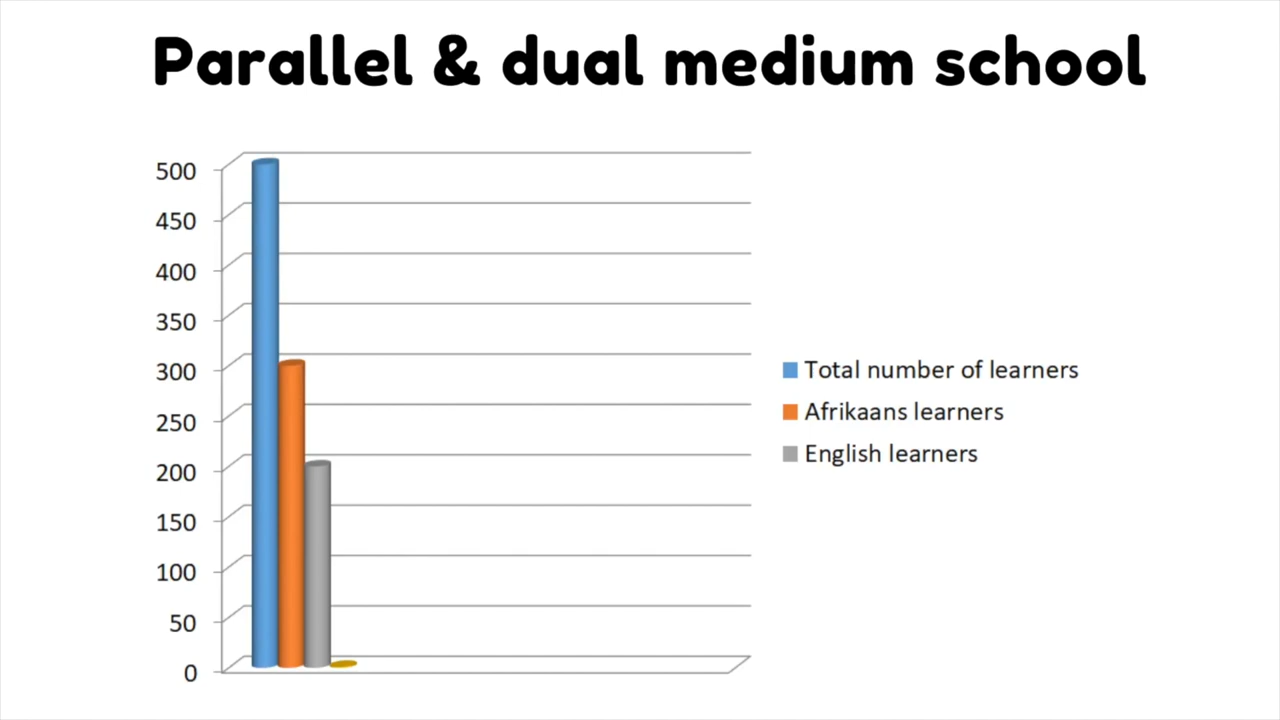 Parallel & dual medium school
500
450
400
350
300
250
200
150
100
50
0
Total number of learners
Afrikaans learners
English learners